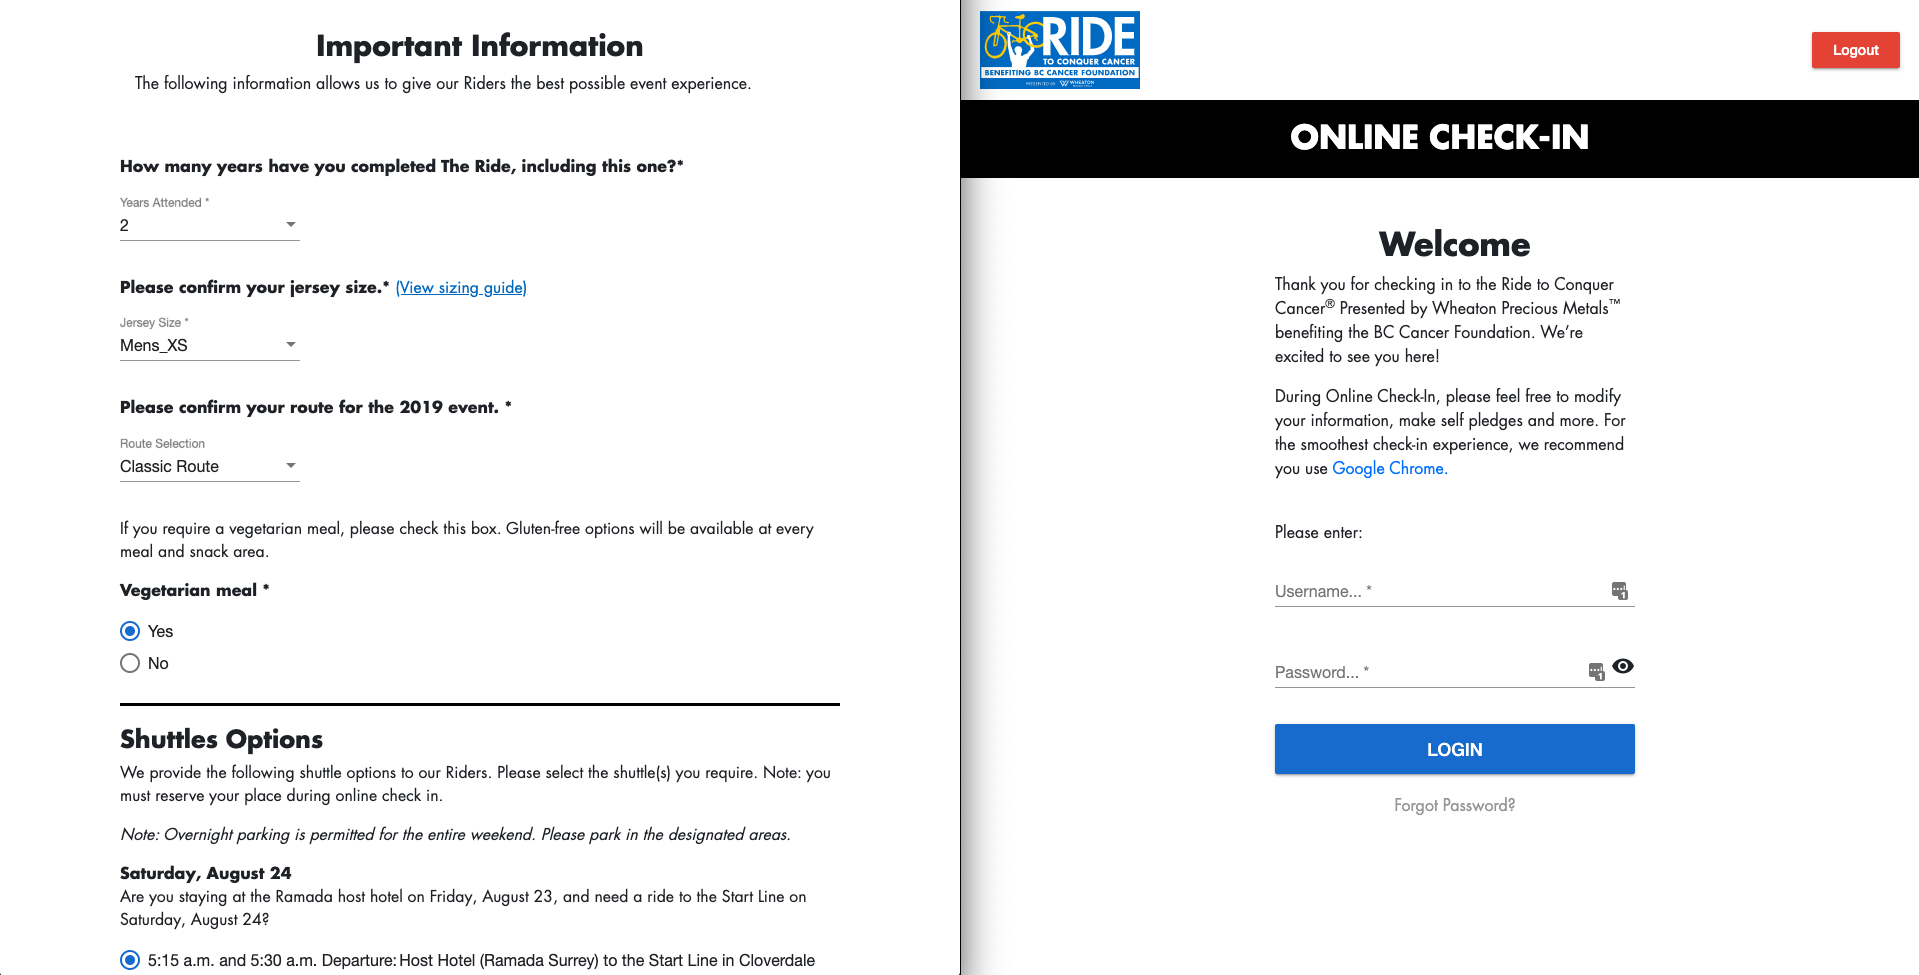 Important Information
The following information allows us to give our Riders the best possible event experience.
How many years have you completed The Ride, including this one?*
Years Attended *
2
Please confirm your jersey size.* (View sizing guide)
Jersey Size *
Mens_XS
Please confirm your route for the 2019 event. *
Route Selection
Classic Route
If you require a vegetarian meal, please check this box. Gluten-free options will be available at every
meal and snack area.
Vegetarian meal *
Yes
No
Shuttles Options
We provide the following shuttle options to our Riders. Please select the shuttle(s) you require. Note: you
must reserve your place during online check in.
Note: Overnight parking is permitted for the entire weekend. Please park in the designated areas.
Saturday, August 24
Are you staying at the Ramada host hotel on Friday, August 23, and need a ride to the Start Line on
Saturday, August 24?
5:15 a.m. and 5:30 a.m. Departure: Host Hotel (Ramada Surrey) to the Start Line in Cloverdale
RIDE
TO CONQUER CANCER
BENEFITING BC CANCER FOUNDATION
PRESENTED BY WHEATON
Logout
ONLINE CHECK-IN
Welcome
Thank you for checking in to the Ride to Conquer
Cancer® Presented by Wheaton Precious Metals™
benefiting the BC Cancer Foundation. We're
excited to see you here!
During Online Check-In, please feel free to modify
your information, make self pledges and more. For
the smoothest check-in experience, we recommend
you use Google Chrome.
Please enter:
Username... *
Password... *
LOGIN
Forgot Password?